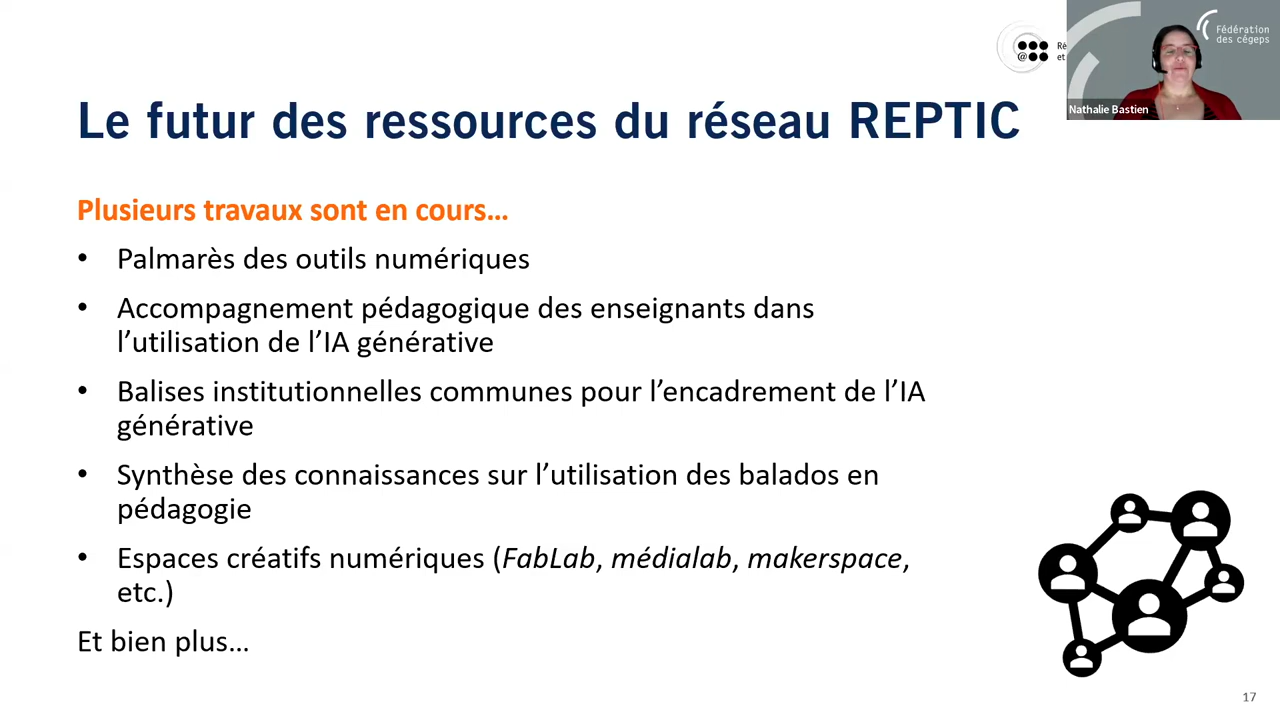 Fédération
des cégeps
Ré
et
Nathalie Bastien
Le futur des ressources du réseau REPTIC
Plusieurs travaux sont en cours…
• Palmarès des outils numériques
• Accompagnement pédagogique des enseignants dans
l’utilisation de l’IA générative
• Balises institutionnelles communes pour l’encadrement de l’IA
générative
• Synthèse des connaissances sur l’utilisation des balados en
pédagogie
• Espaces créatifs numériques (FabLab, médialab, makerspace,
etc.)
Et bien plus…
17